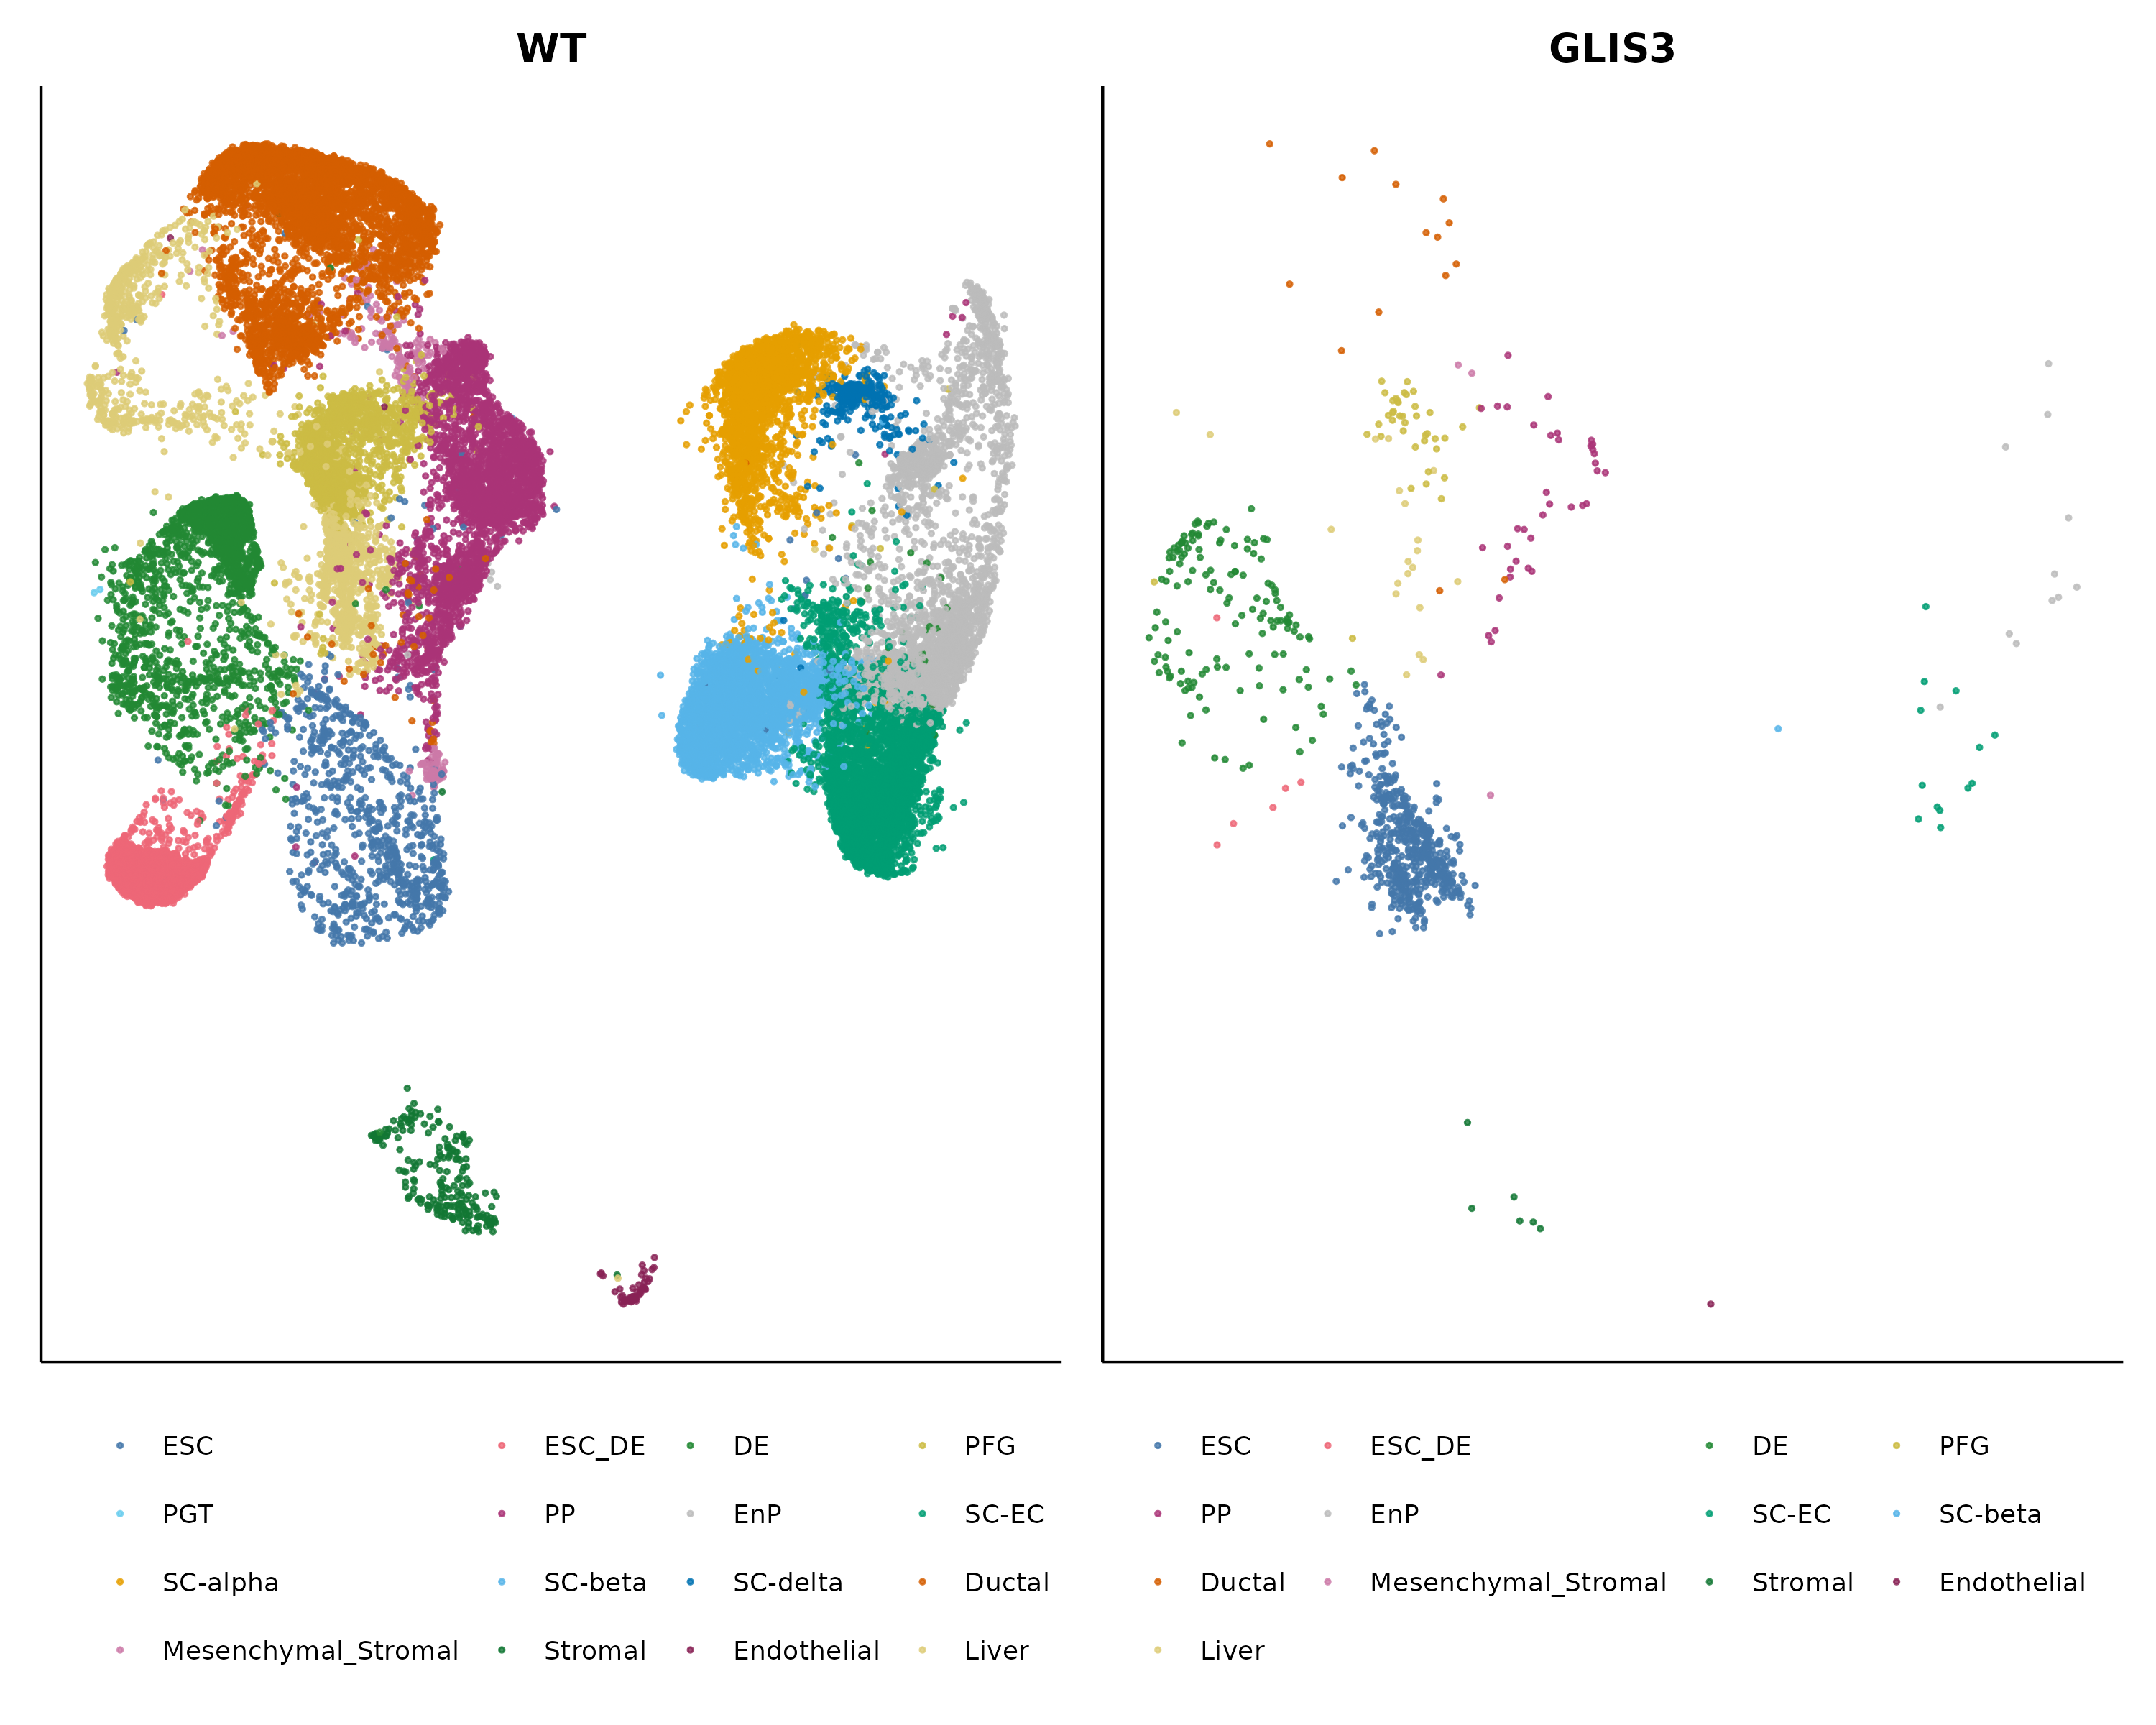 WT
GLIS3
ESC ESC_DE DE PFG
PGT PP EnP SC-EC
SC-alpha SC-beta SC-delta Ductal
Mesenchymal_Stromal Stromal Endothelial Liver
ESC ESC_DE DE PFG
PP EnP SC-EC SC-beta
Ductal Mesenchymal_Stromal Stromal Endothelial
Liver